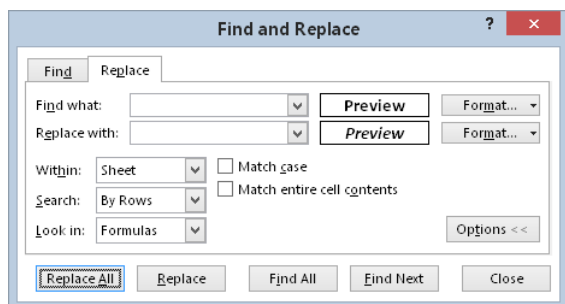 Find and Replace ? ×
Find Replace
Find what: Preview Format...
Replace with: Preview Format...
Within: Sheet Match case
Match entire cell contents
Search: By Rows
Look in: Formulas Options <<
Replace All Replace Find All Find Next Close